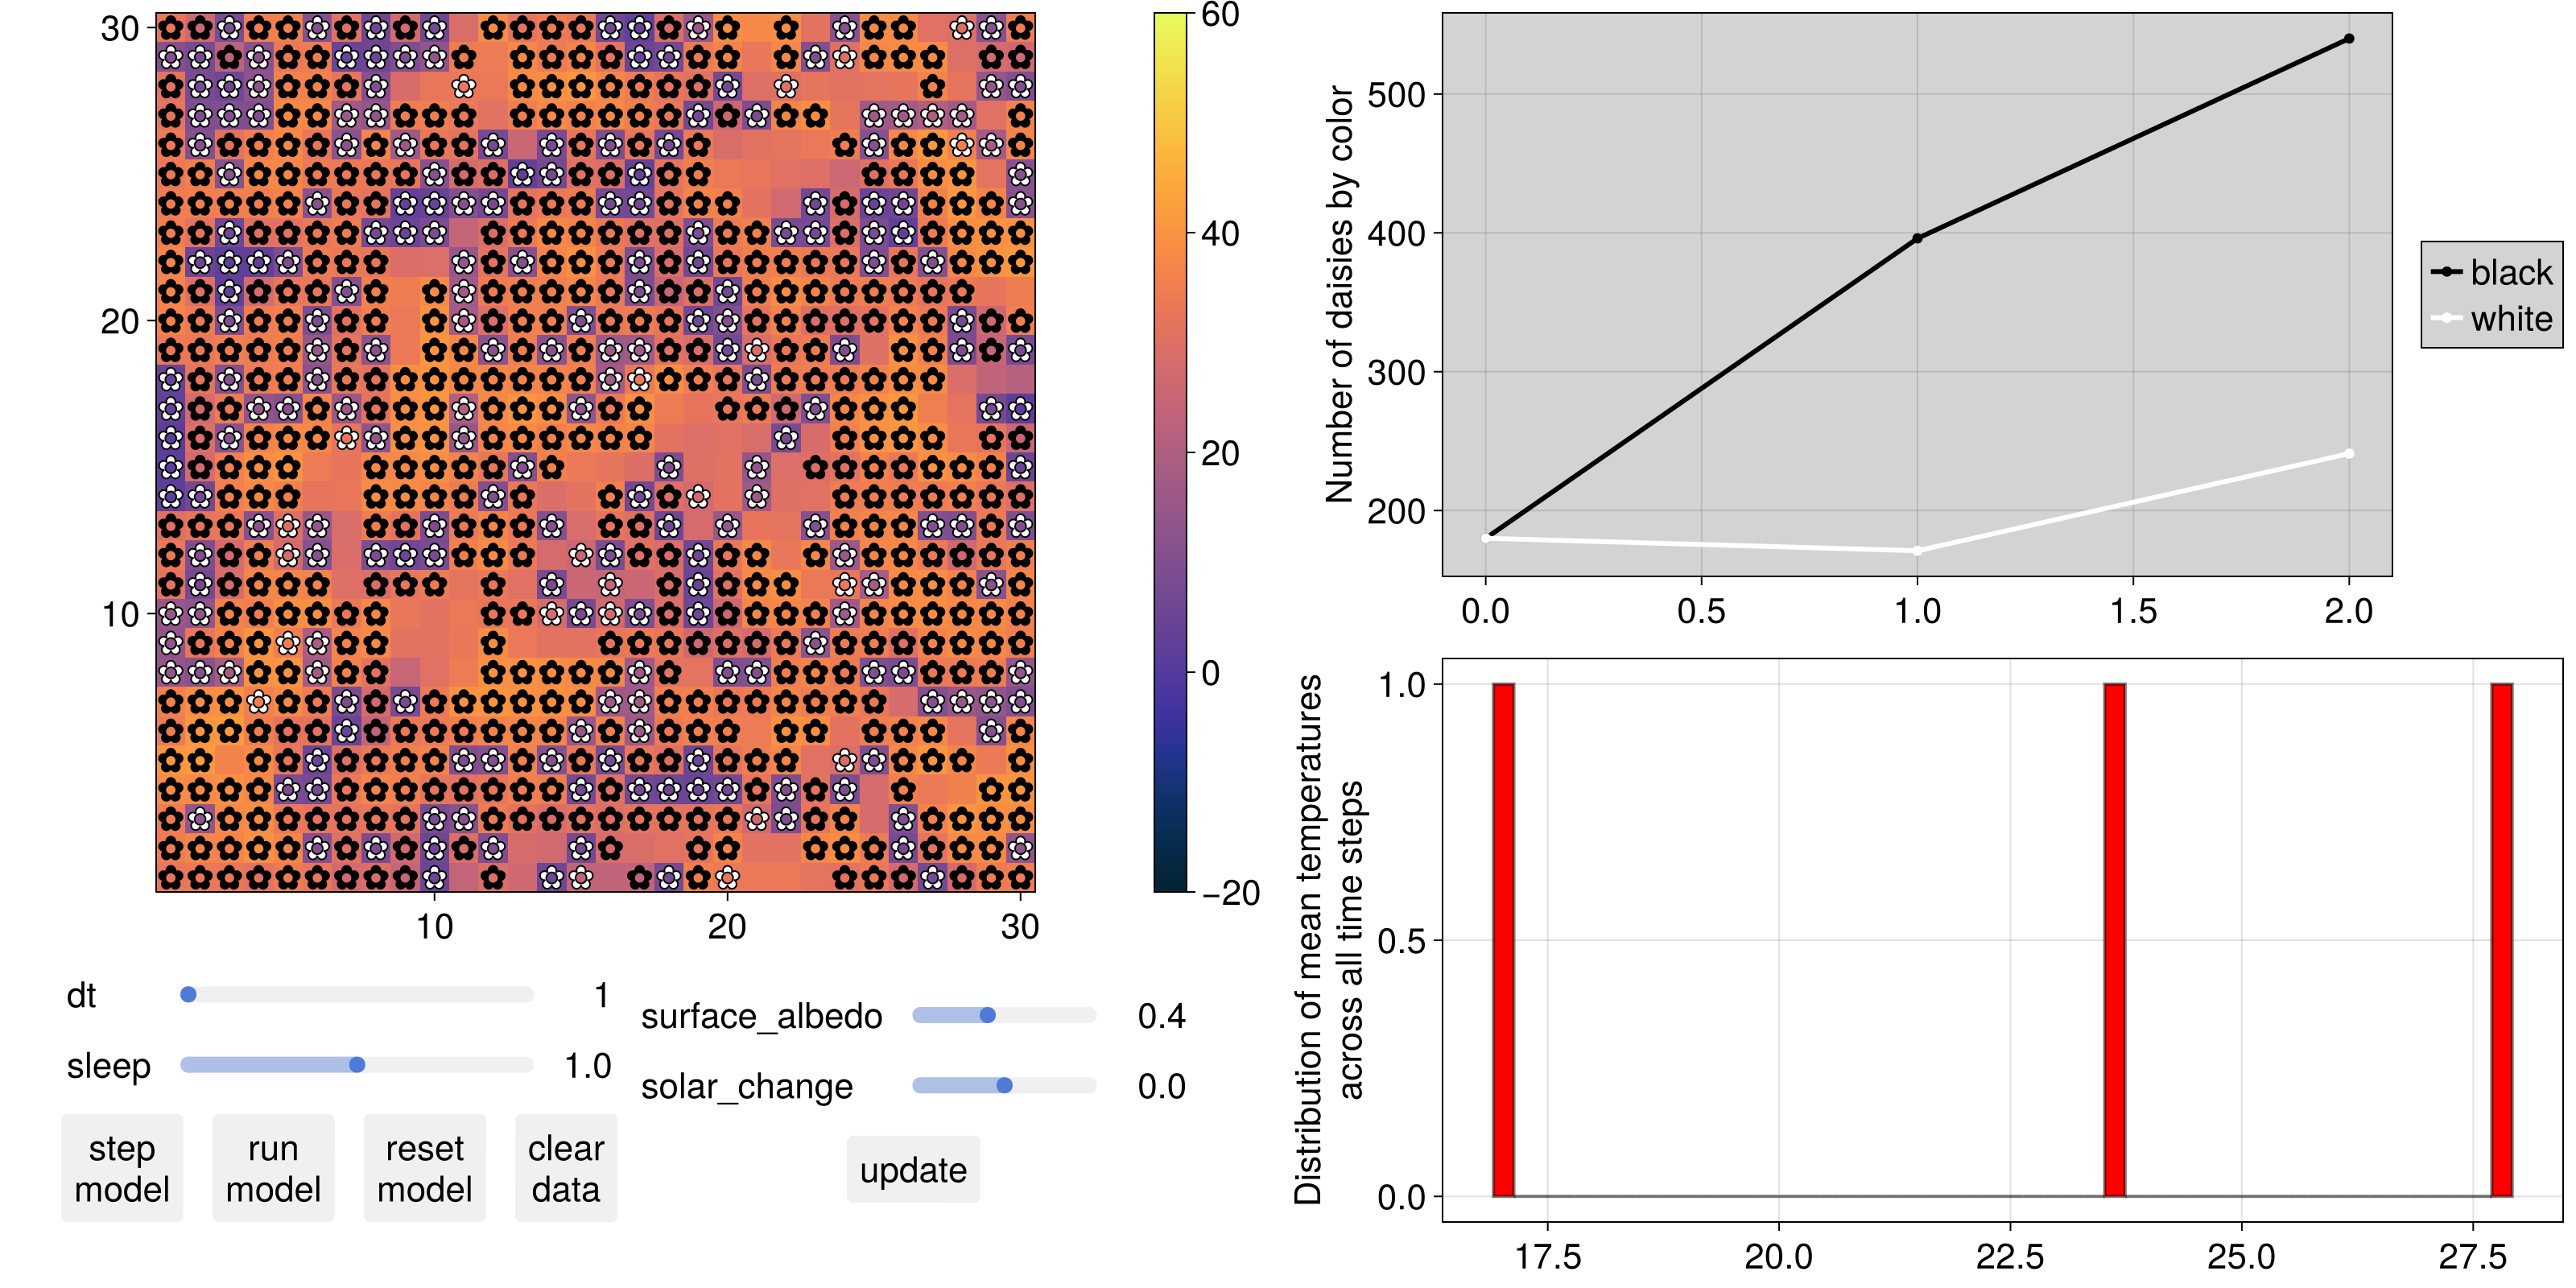 30
20
10
10
20
30
60
40
20
0
−20
Number of daisies by color
500
400
300
200
0.0
0.5
1.0
1.5
2.0
black
white
Distribution of mean temperatures
across all time steps
1.0
0.5
0.0
17.5
20.0
22.5
25.0
27.5
dt
1
sleep
1.0
surface_albedo
0.4
solar_change
0.0
step
model
run
model
reset
model
clear
data
update